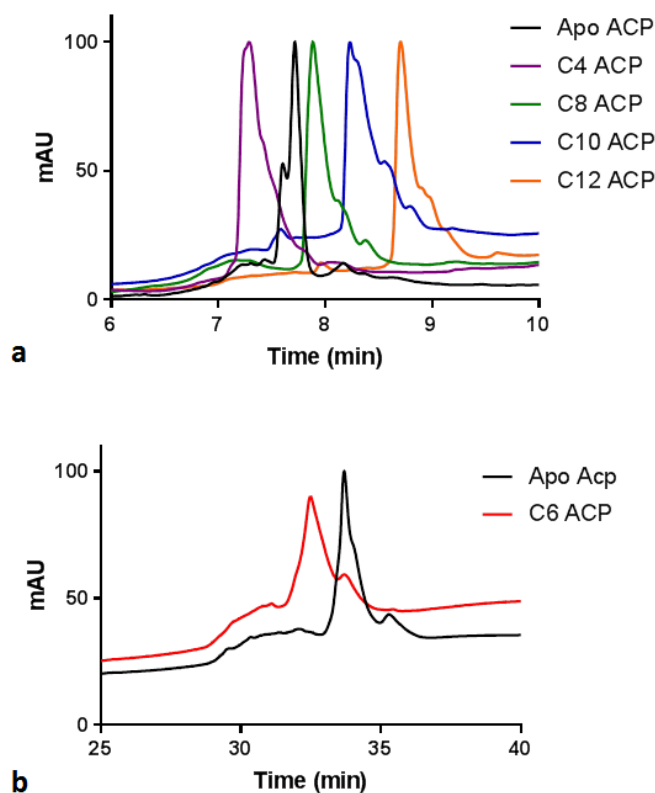 Apo ACP
C4 ACP
C8 ACP
C10 ACP
C12 ACP
100
50
0
mAU
6 7 8 9 10
Time (min)
a
Apo Acp
C6 ACP
100
50
0
mAU
25 30 35 40
Time (min)
b